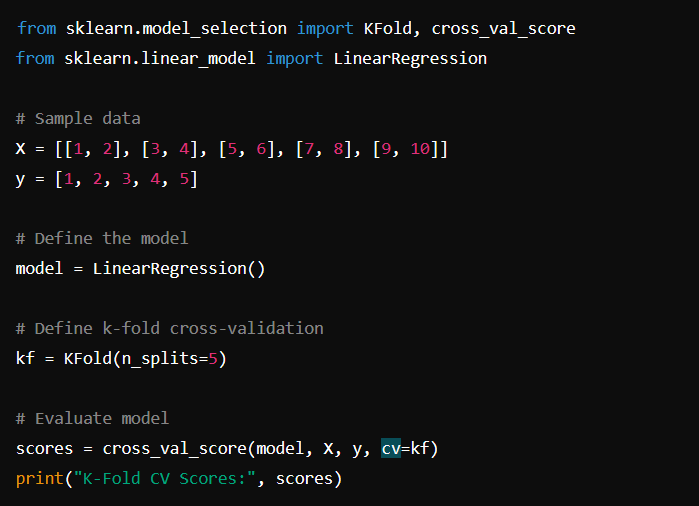 from sklearn.model_selection import KFold, cross_val_score
from sklearn.linear_model import LinearRegression
# Sample data
X = [[1, 2], [3, 4], [5, 6], [7, 8], [9, 10]]
y = [1, 2, 3, 4, 5]
# Define the model
model = LinearRegression()
# Define k-fold cross-validation
kf = KFold(n_splits=5)
# Evaluate model
scores = cross_val_score(model, X, y, cv=kf)
print("K-Fold CV Scores:", scores)